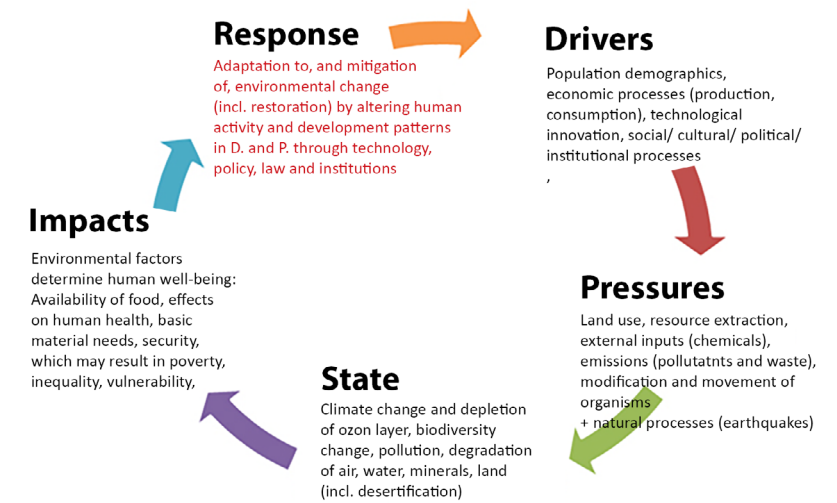 Response
Adaptation to, and mitigation
of, environmental change
(incl. restoration) by altering human
activity and development patterns
in D. and P. through technology,
policy, law and institutions
Drivers
Population demographics,
economic processes (production,
consumption), technological
innovation, social/ cultural/ political/
institutional processes
,
Pressures
Land use, resource extraction,
external inputs (chemicals),
emissions (pollutatnts and waste),
modification and movement of
organisms
+ natural processes (earthquakes)
State
Climate change and depletion
of ozon layer, biodiversity
change, pollution, degradation
of air, water, minerals, land
(incl. desertification)
Impacts
Environmental factors
determine human well-being:
Availability of food, effects
on human health, basic
material needs, security,
which may result in poverty,
inequality, vulnerability,